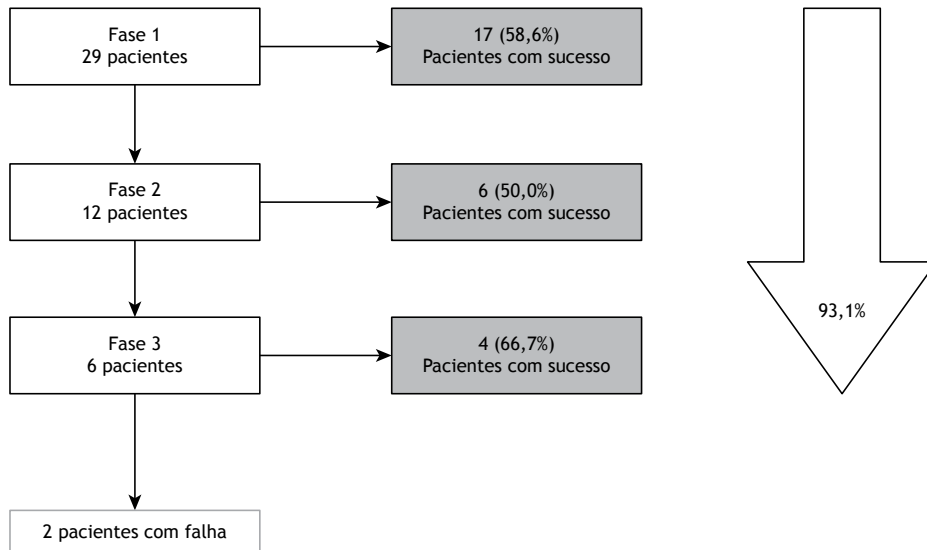 Fase 1
29 pacientes
17 (58,6%)
Pacientes com sucesso
Fase 2
12 pacientes
6 (50,0%)
Pacientes com sucesso
93,1%
Fase 3
6 pacientes
4 (66,7%)
Pacientes com sucesso
2 pacientes com falha